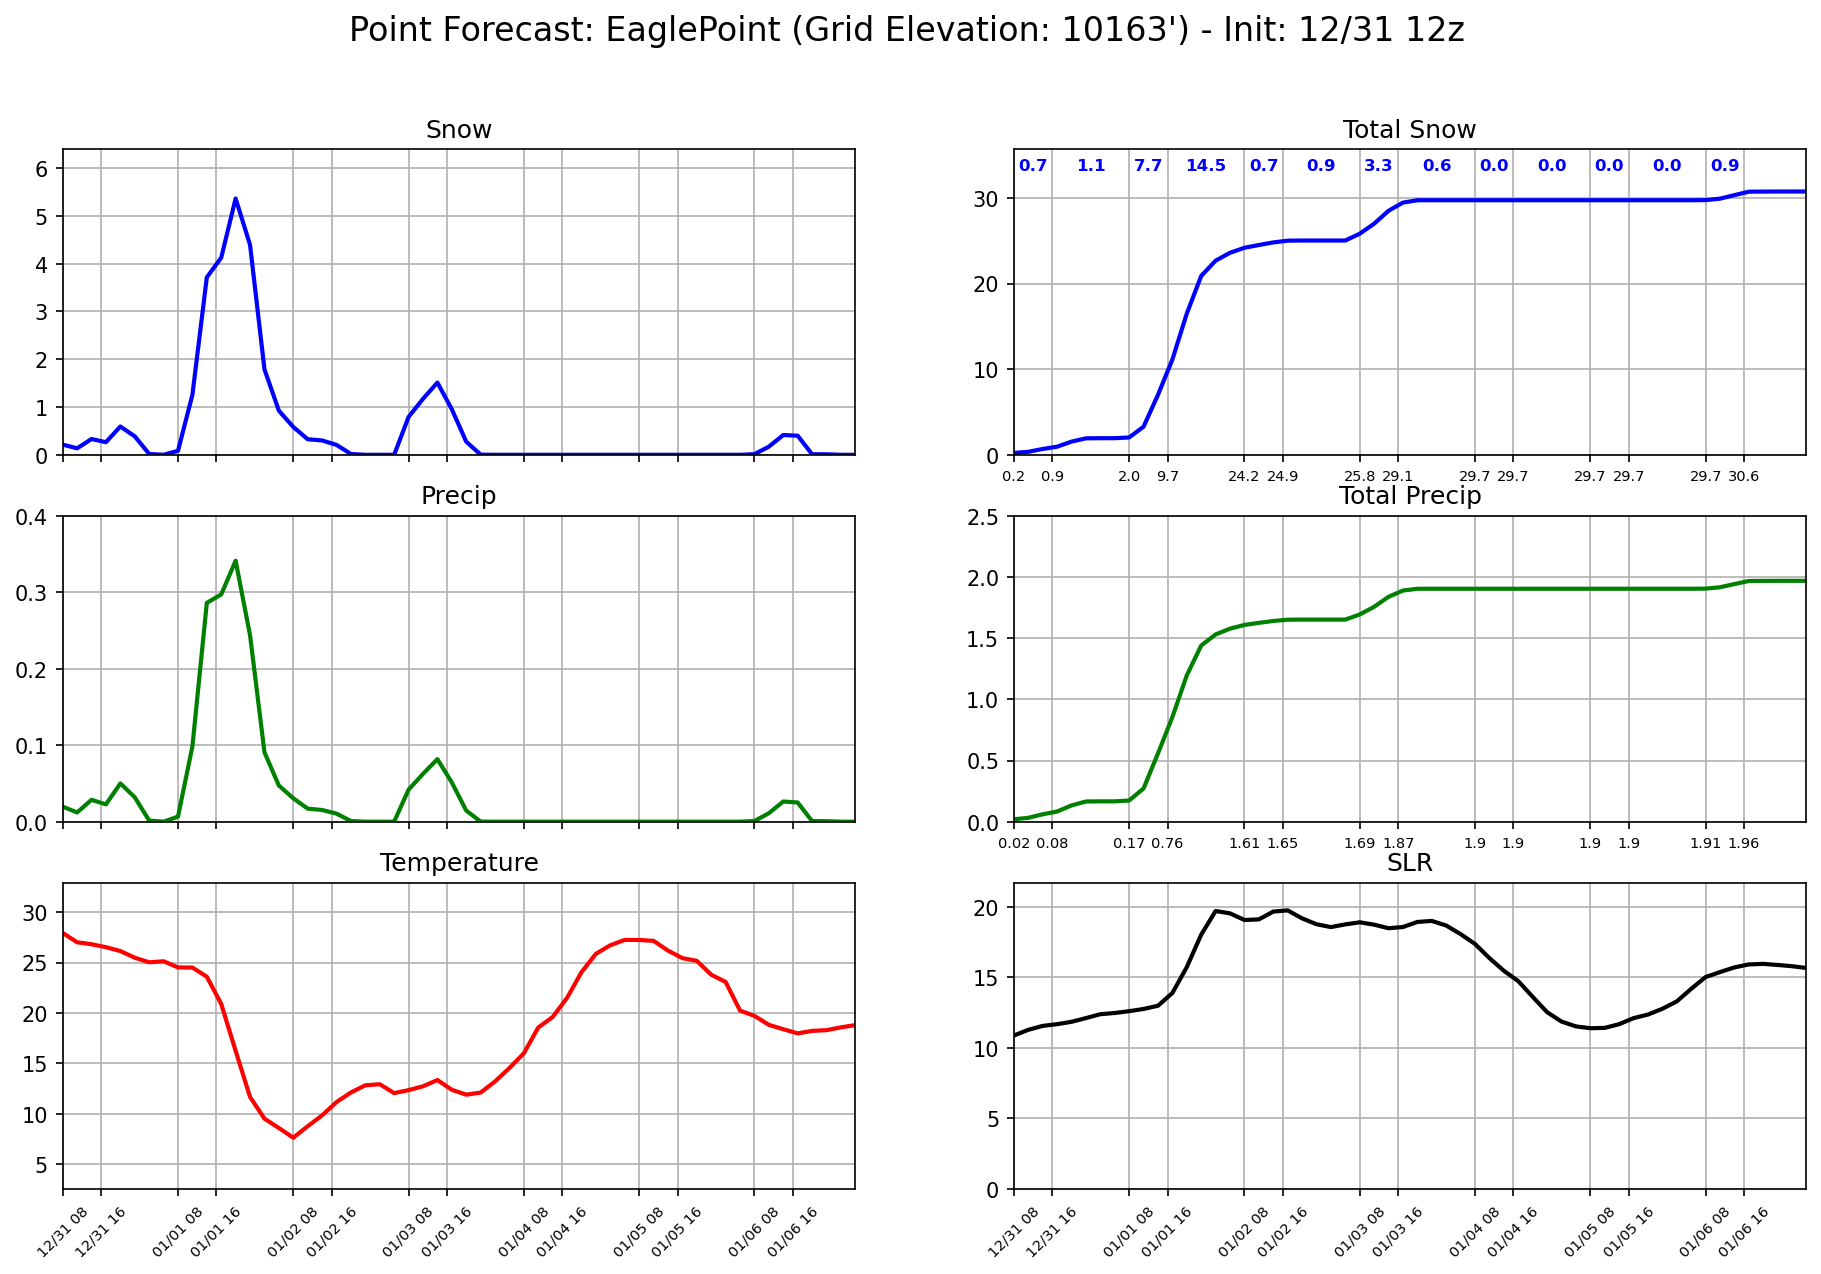 Point Forecast: EaglePoint (Grid Elevation: 10163') - Init: 12/31 12z
Snow
6
5
4
3
2
1
0
Total Snow
0.7 1.1 7.7 14.5 0.7 0.9 3.3 0.6 0.0 0.0 0.0 0.0 0.9
30
20
10
0
0.2 0.9 2.0 9.7 24.2 24.9 25.8 29.1 29.7 29.7 29.7 29.7 29.7 30.6
Precip
0.4
0.3
0.2
0.1
0.0
Total Precip
2.5
2.0
1.5
1.0
0.5
0.0
0.02 0.08 0.17 0.76 1.61 1.65 1.69 1.87 1.9 1.9 1.9 1.9 1.91 1.96
Temperature
30
25
20
15
10
5
12/31 08 12/31 16 01/01 08 01/01 16 01/02 08 01/02 16 01/03 08 01/03 16 01/04 08 01/04 16 01/05 08 01/05 16 01/06 08 01/06 16
SLR
20
15
10
5
0
12/31 08 12/31 16 01/01 08 01/01 16 01/02 08 01/02 16 01/03 08 01/03 16 01/04 08 01/04 16 01/05 08 01/05 16 01/06 08 01/06 16